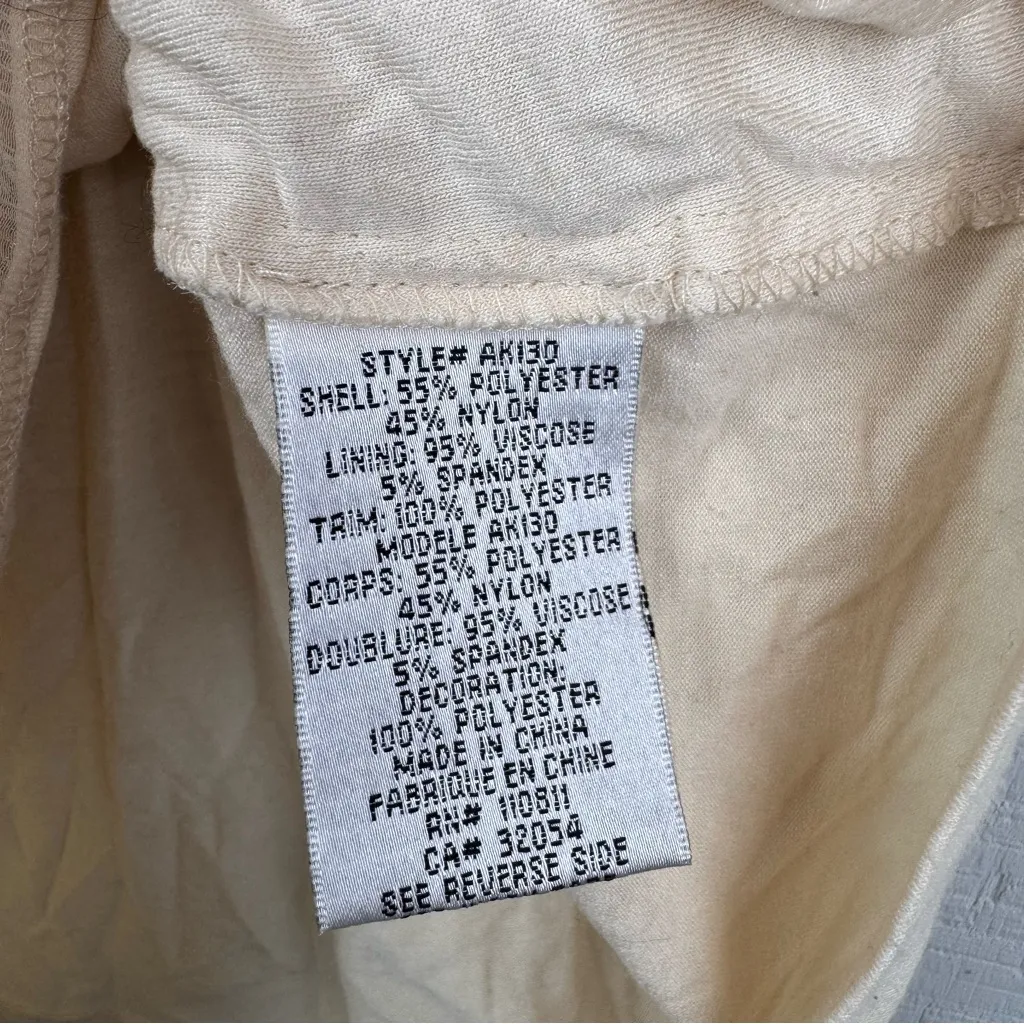 STYLE# AK130
SHELL: 55% POLYESTER
45% NYLON
LINING: 95% VISCOSE
5% SPANDEX
TRIM: 100% POLYESTER
MODELE AK130
CORPS: 55% POLYESTER
45% NYLON
DOUBLURE: 95% VISCOSE
5% SPANDEX
DECORATION:
100% POLYESTER
MADE IN CHINA
FABRIQUE EN CHINE
RN# 110811
CA# 32054
SEE REVERSE SIDE